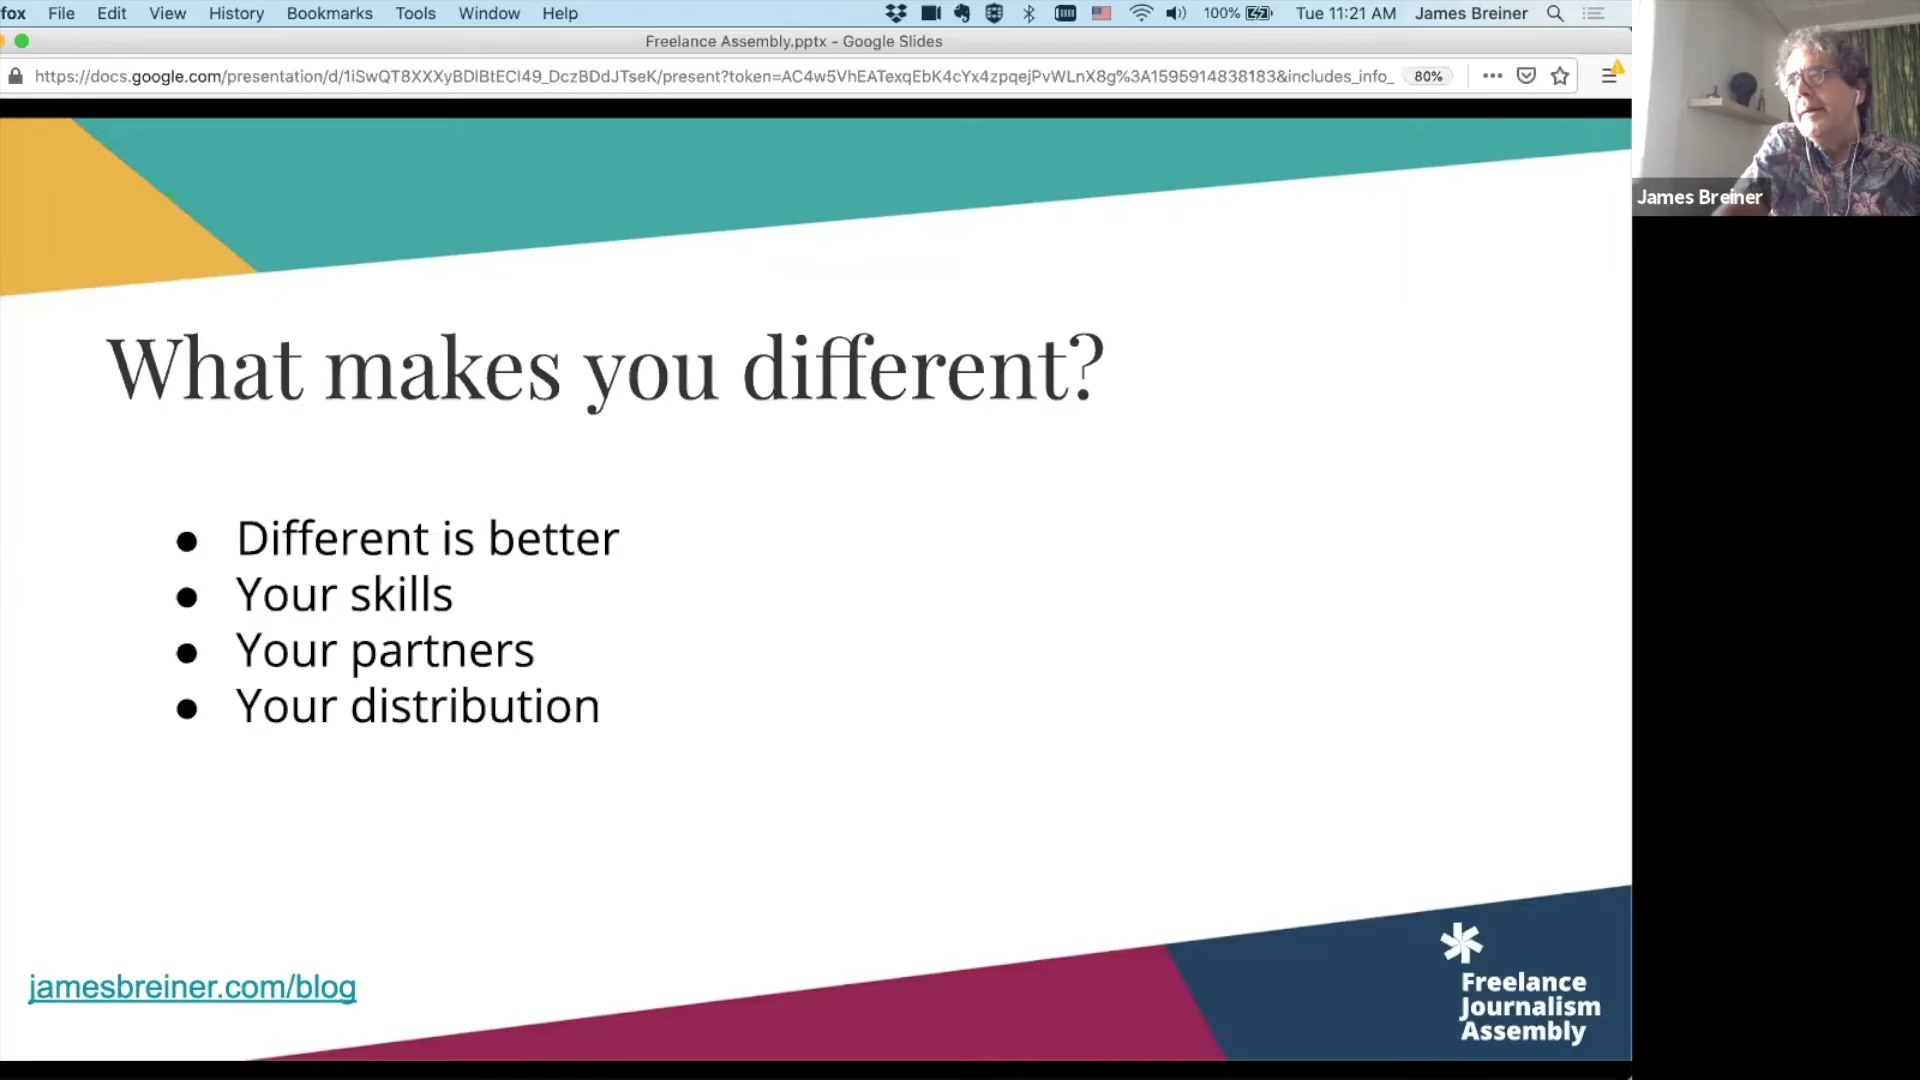 fox File Edit View History Bookmarks Tools Window Help 100% Tue 11:21 AM James Breiner
Freelance Assembly.pptx - Google Slides
https://docs.google.com/presentation/d/1iSwQT8XXXyBDlBtECl49_DczBDdJTseK/present?token=AC4w5VhEATexqEbK4cYx4zpqejPvWLnX8g%3A1595914838183&includes_info_ 80%
James Breiner
What makes you different?
● Different is better
● Your skills
● Your partners
● Your distribution
jamesbreiner.com/blog
Freelance
Journalism
Assembly